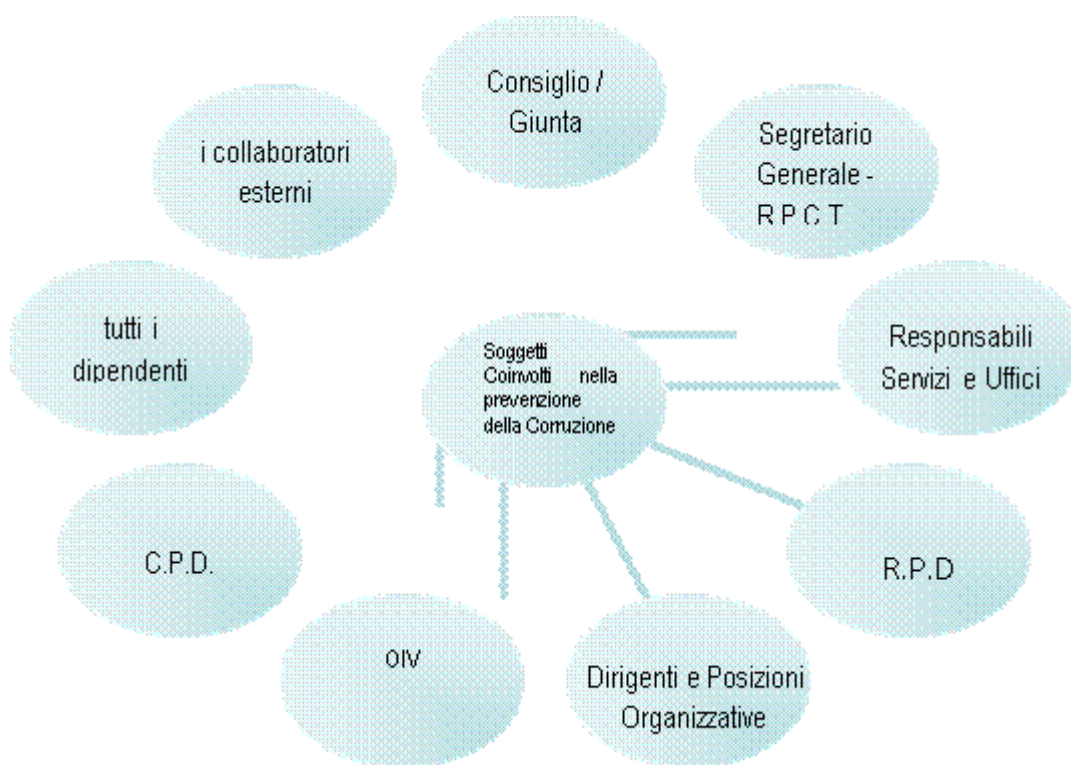 Consiglio /
Giunta
i collaboratori
esterni
Segretario
Generale -
R P C T
tutti i
dipendenti
Soggetti
Coinvolti nella
prevenzione
della Corruzione
Responsabili
Servizi e Uffici
C.P.D.
R.P.D
OIV
Dirigenti e Posizioni
Organizzative